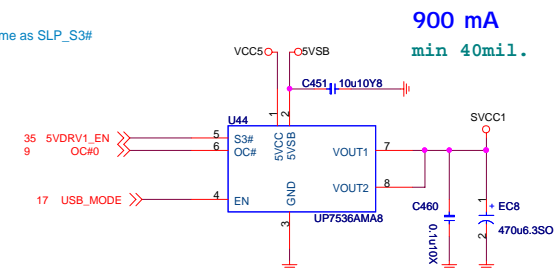 900 mA
me as SLP_S3#
min 40mil.
VCC5
5VSB
C451
10u10Y8
U44
SVCC1
1
2
35 5VDRV1_EN
5
S3#
5VCC
5VSB
VOUT1
7
9 OC#0
6
OC#
17 USB_MODE
4
EN
GND
VOUT2
8
UP7536AMA8
3
C460
0.1u10X
1
+
EC8
2
470u6.3SO